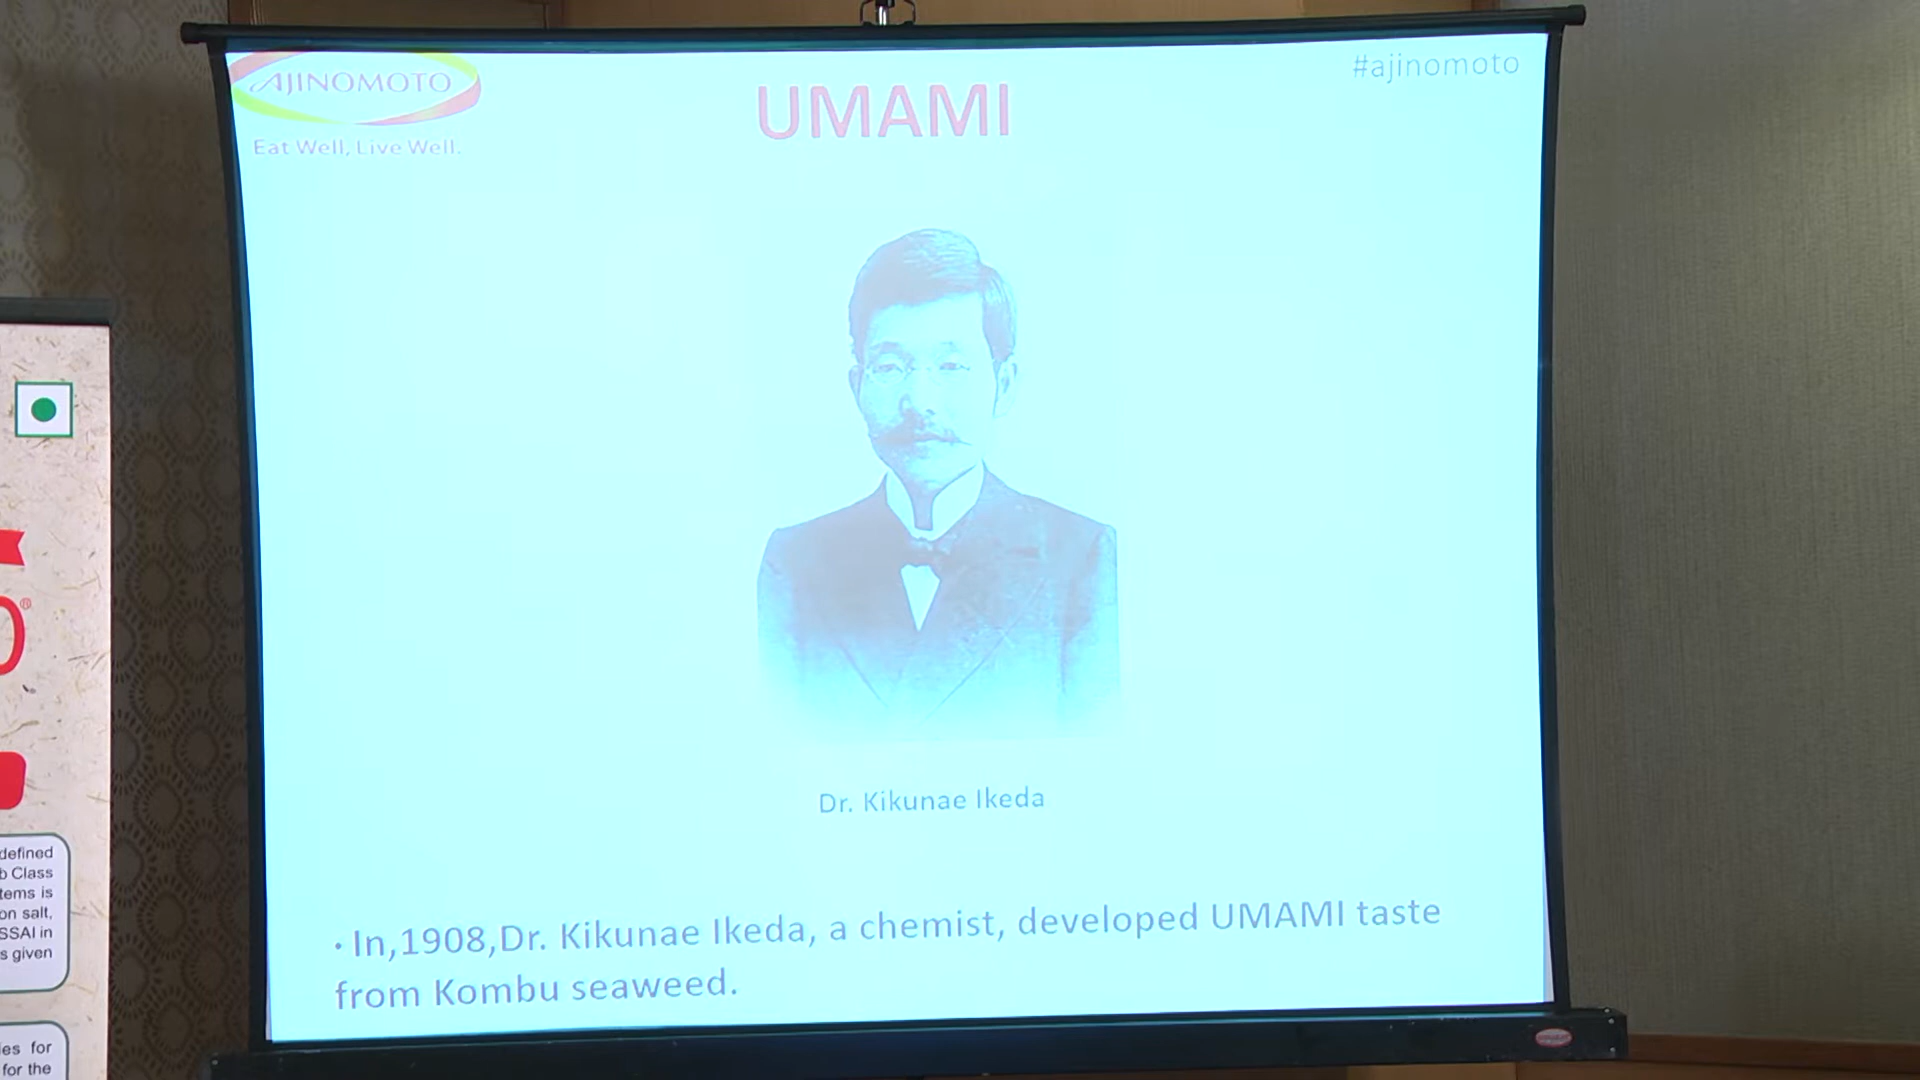 AJINOMOTO
Eat Well, Live Well.
#ajinomoto
UMAMI
Dr. Kikunae Ikeda
• In,1908,Dr. Kikunae Ikeda, a chemist, developed UMAMI taste
from Kombu seaweed.
®
defined
Class
tems is
on salt,
SSAI in
s given
ies for
for the